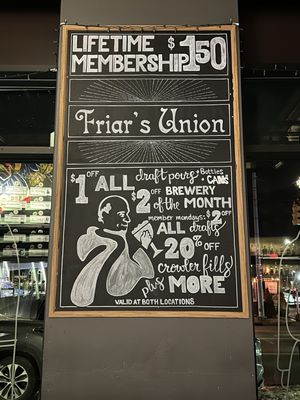 LIFETIME $150
MEMBERSHIP
Friar's Union
$1 OFF ALL draft pours + Bottles CANS
$2 OFF BREWERY
of the MONTH
member mondays: $2 OFF
ALL drafts
20% OFF
crowler fills!
plus MORE
VALID AT BOTH LOCATIONS